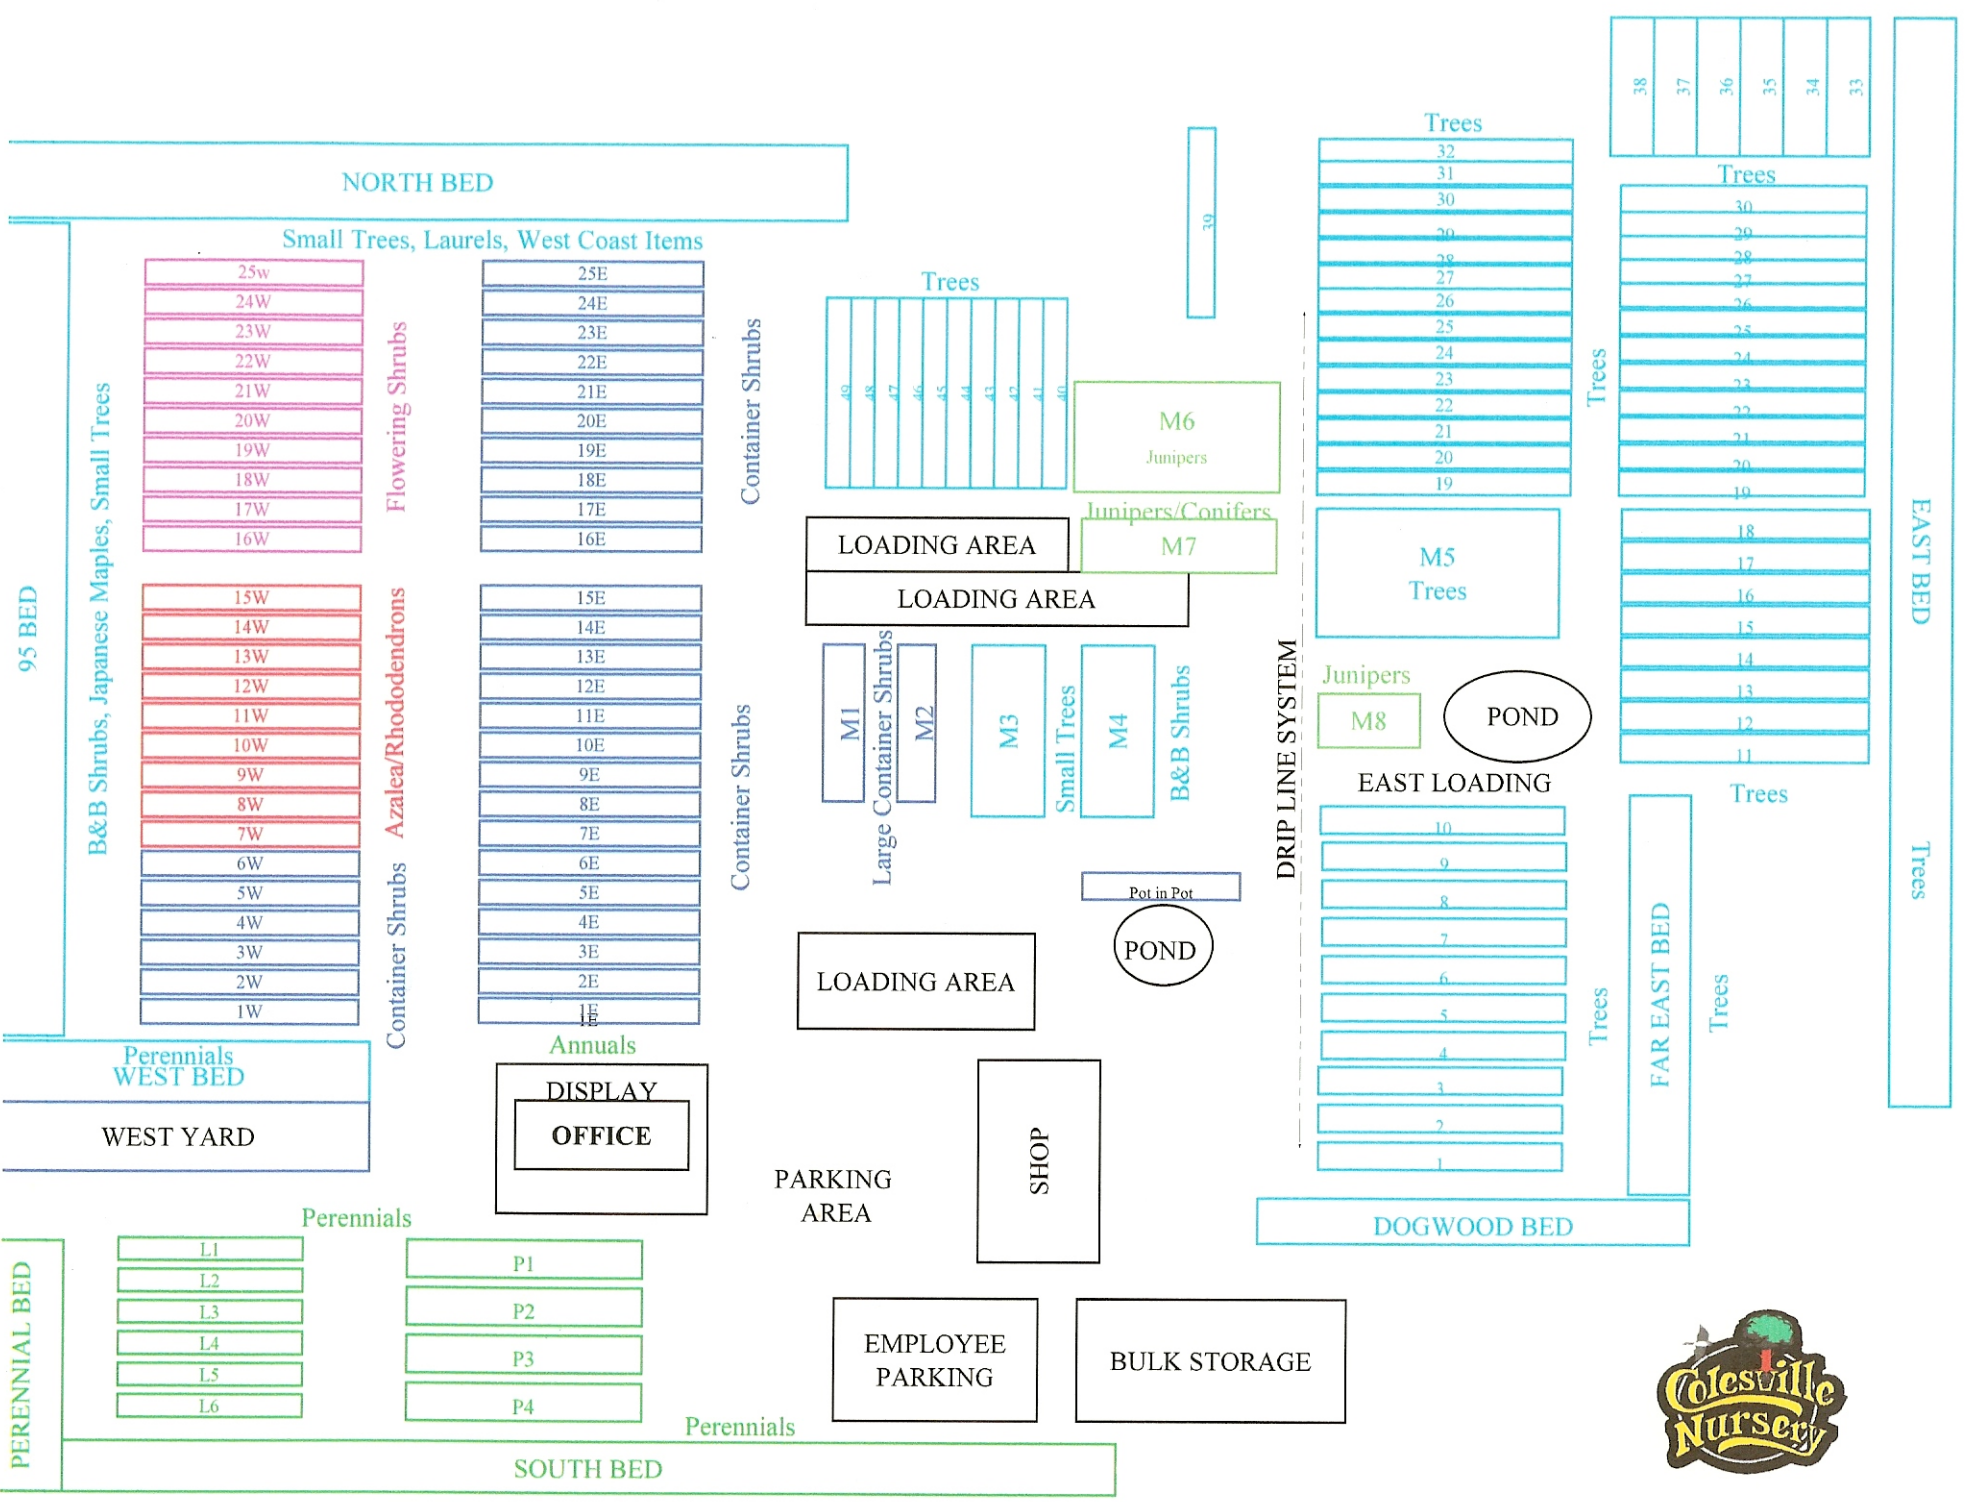 38
37
36
35
34
33
Trees
32
31
30
29
28
27
26
25
24
23
22
21
20
19
Trees
Trees
30
29
28
27
26
25
24
23
22
21
20
19
18
17
16
15
14
13
12
11
Trees
EAST BED
Trees
NORTH BED
Small Trees, Laurels, West Coast Items
95 BED
B&B Shrubs, Japanese Maples, Small Trees
25w
24W
23W
22W
21W
20W
19W
18W
17W
16W
Flowering Shrubs
15W
14W
13W
12W
11W
10W
9W
8W
7W
Azalea/Rhododendrons
6W
5W
4W
3W
2W
1W
Container Shrubs
25E
24E
23E
22E
21E
20E
19E
18E
17E
16E
Container Shrubs
15E
14E
13E
12E
11E
10E
9E
8E
7E
6E
5E
4E
3E
2E
1E
1E
Container Shrubs
Annuals
39
Trees
49
48
47
46
45
44
43
42
41
40
M6
Junipers
Junipers/Conifers
M7
LOADING AREA
LOADING AREA
M1
Large Container Shrubs
M2
M3
Small Trees
M4
B&B Shrubs
DRIP LINE SYSTEM
M5
Trees
Junipers
M8
POND
EAST LOADING
10
9
8
7
6
5
4
3
2
1
Trees
FAR EAST BED
Trees
DOGWOOD BED
Pot in Pot
POND
LOADING AREA
Perennials
WEST BED
WEST YARD
DISPLAY
OFFICE
PARKING
AREA
SHOP
Perennials
L1
L2
L3
L4
L5
L6
P1
P2
P3
P4
PERENNIAL BED
Perennials
SOUTH BED
EMPLOYEE
PARKING
BULK STORAGE
Colesville
Nursery